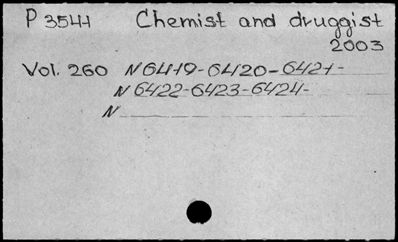 P 3544 Chemist and druggist
2003
Vol. 260 N 6419-6420-6421-
N 6422-6423-6424-
N